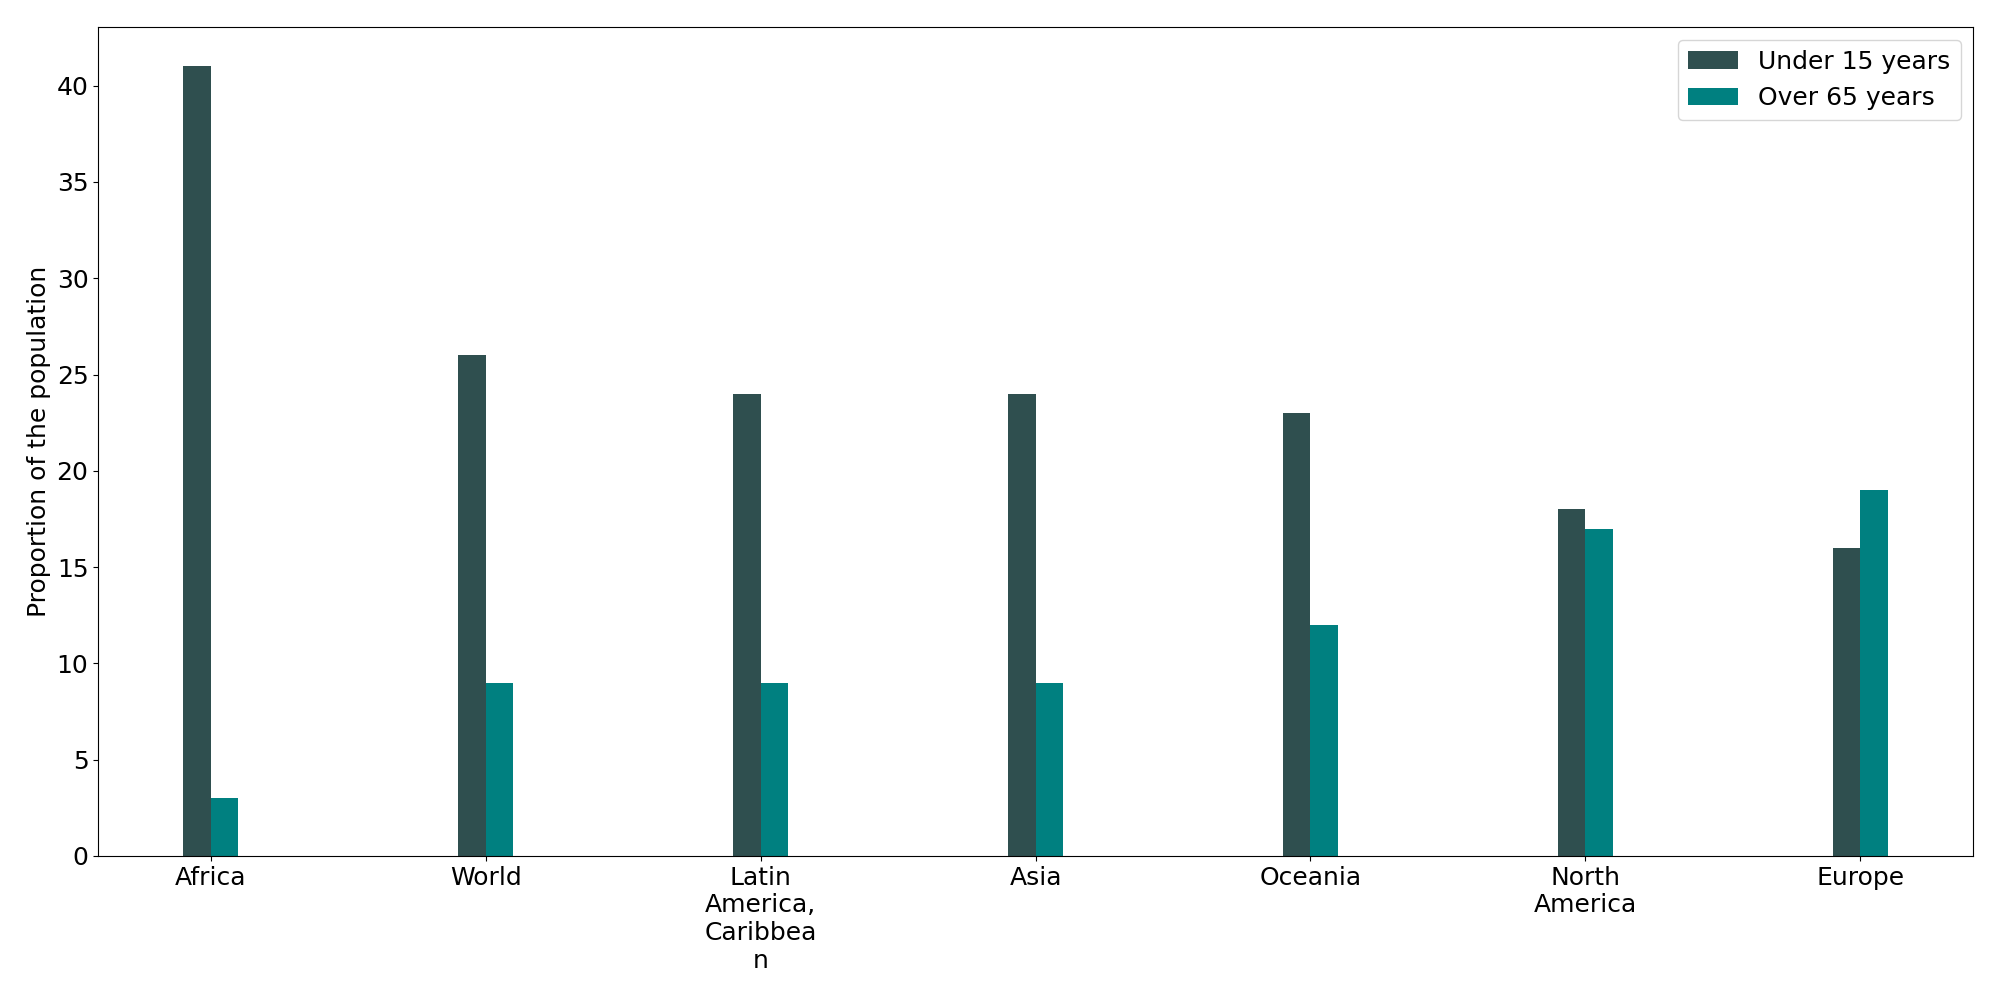 Under 15 years
Over 65 years
Proportion of the population
40
35
30
25
20
15
10
5
0
Africa
World
Latin
America,
Caribbea
n
Asia
Oceania
North
America
Europe